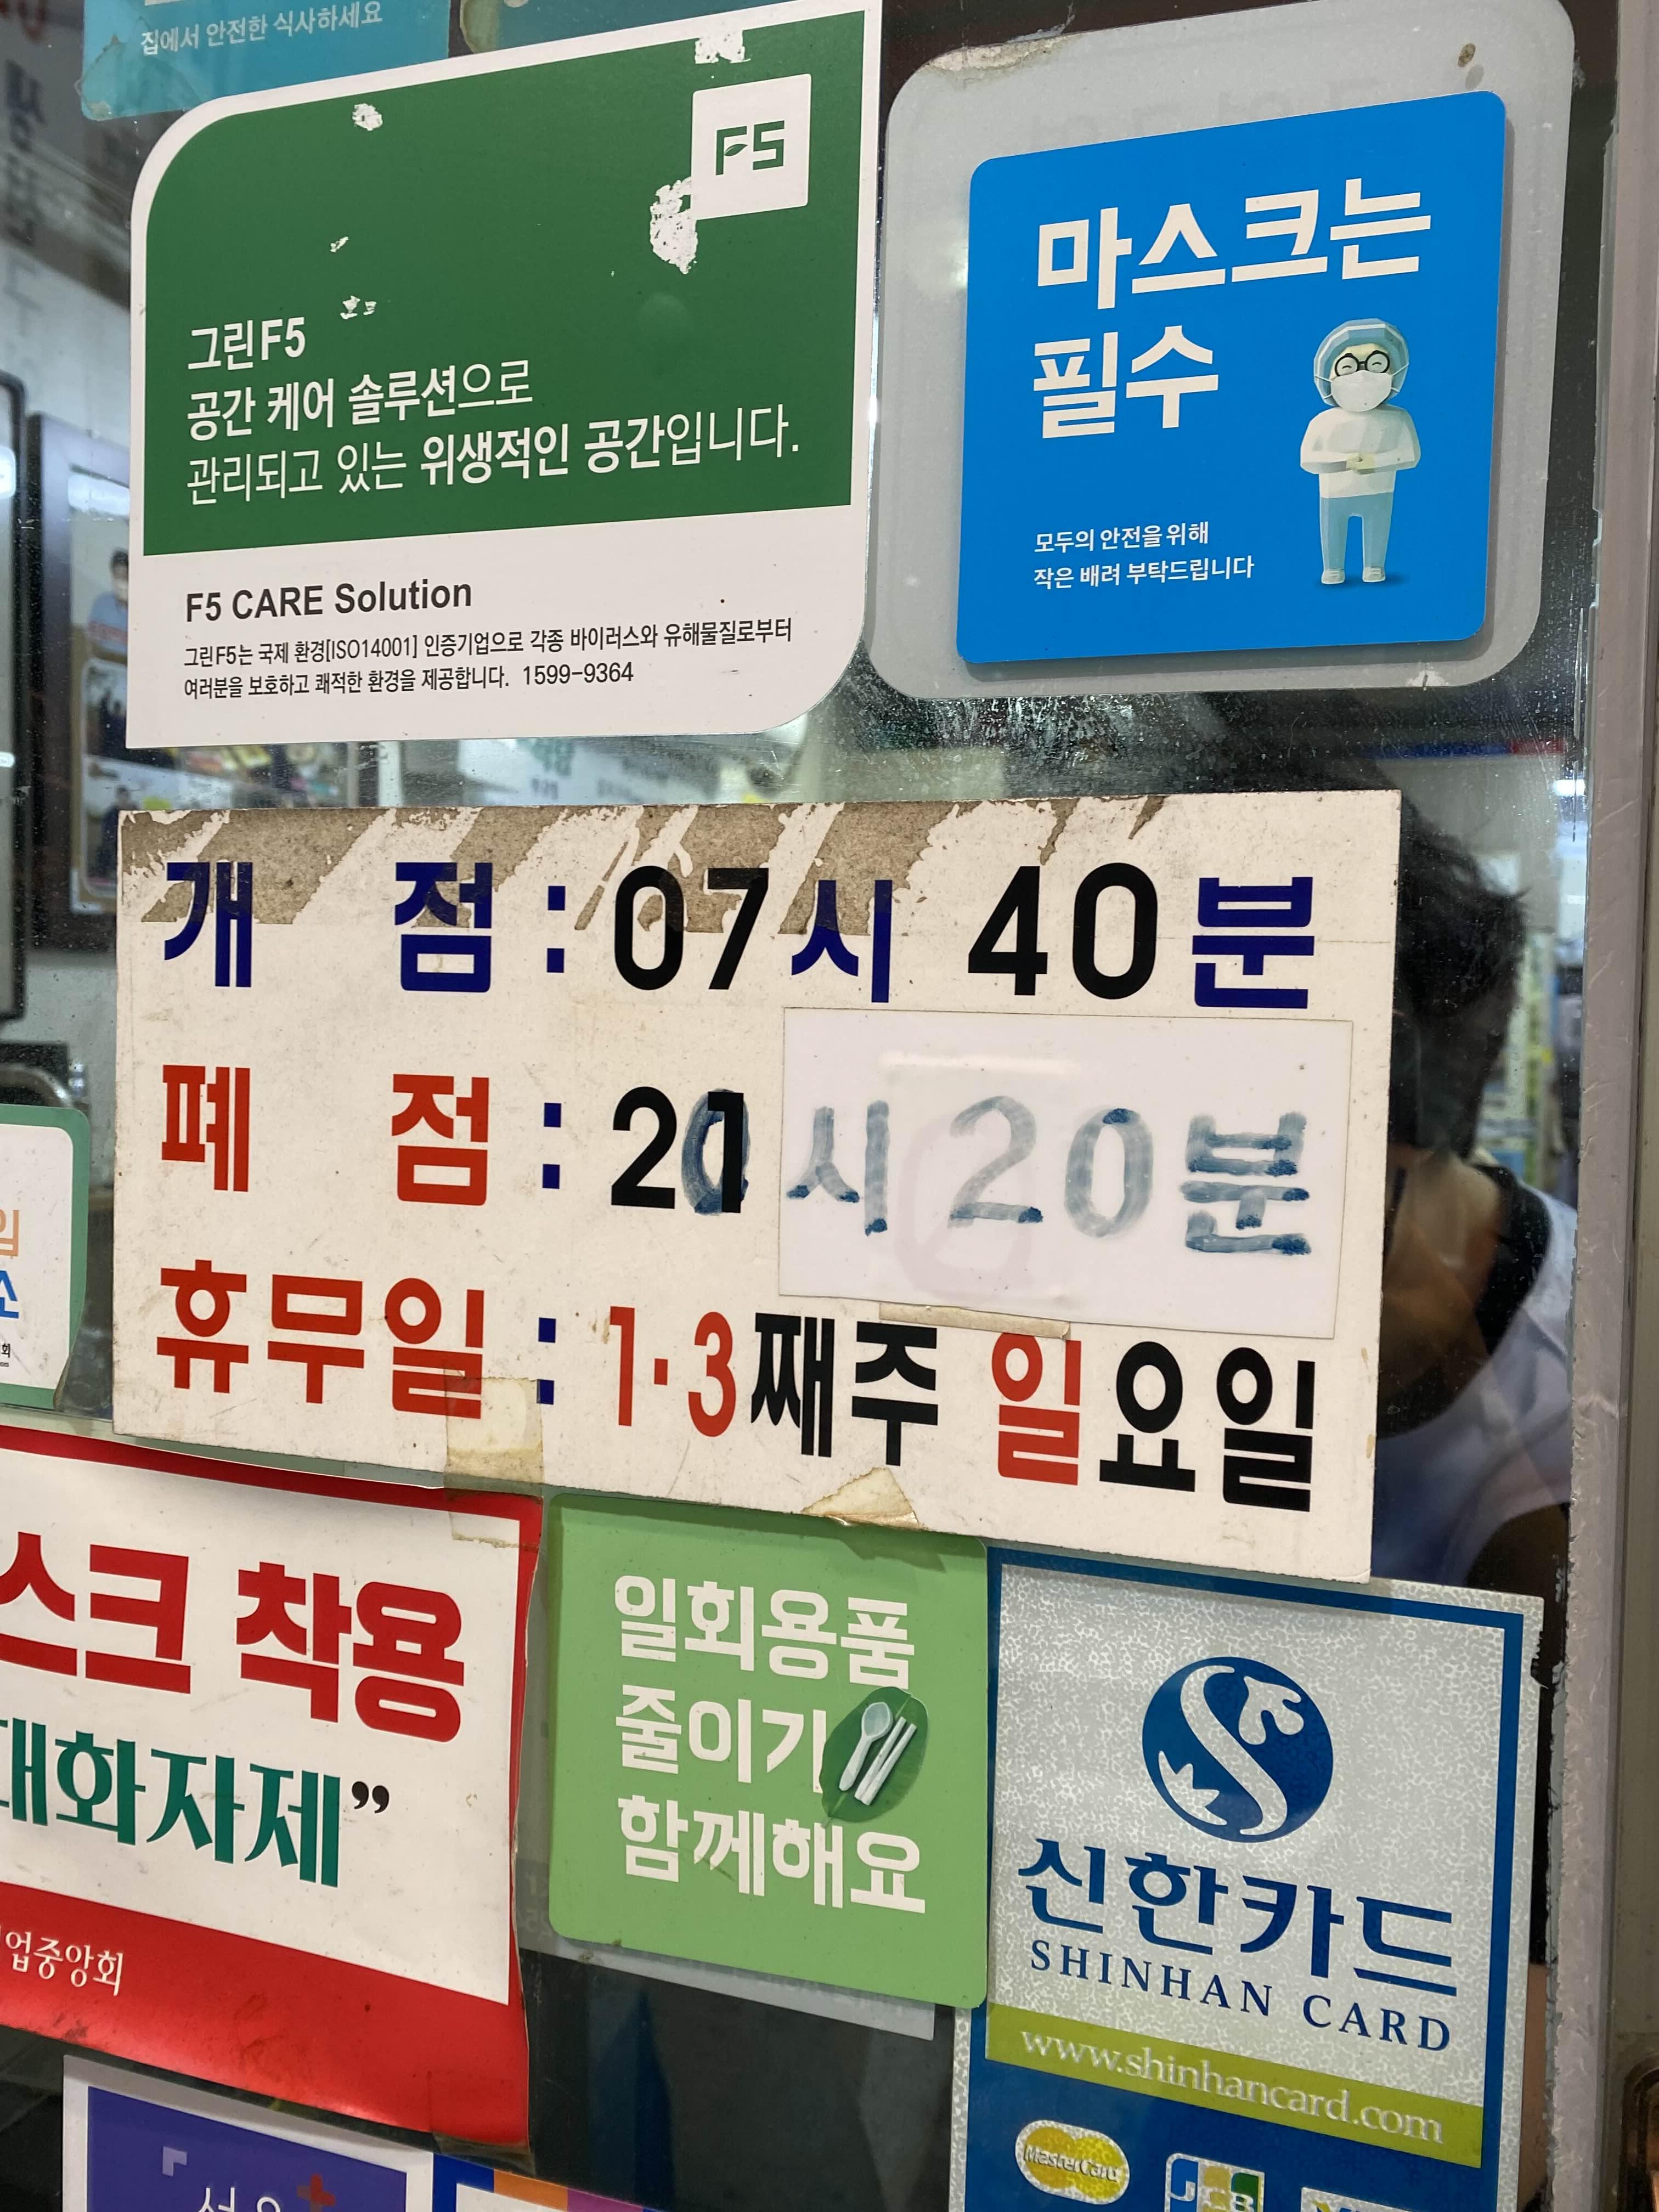 집에서 안전한 식사하세요
F5
그린F5
공간 케어 솔루션으로
관리되고 있는 위생적인 공간입니다.
F5 CARE Solution
그린F5는 국제 환경[ISO14001] 인증기업으로 각종 바이러스와 유해물질로부터
여러분을 보호하고 쾌적한 환경을 제공합니다. 1599-9364
마스크는
필수
모두의 안전을 위해
작은 배려 부탁드립니다
개 점 : 07시 40분
폐 점 : 20시 20분
휴무일 : 1·3째주 일요일
스크 착용
대화자제”
업중앙회
일회용품
줄이기
함께해요
신한카드
SHINHAN CARD
www.shinhancard.com
MasterCard
JCB